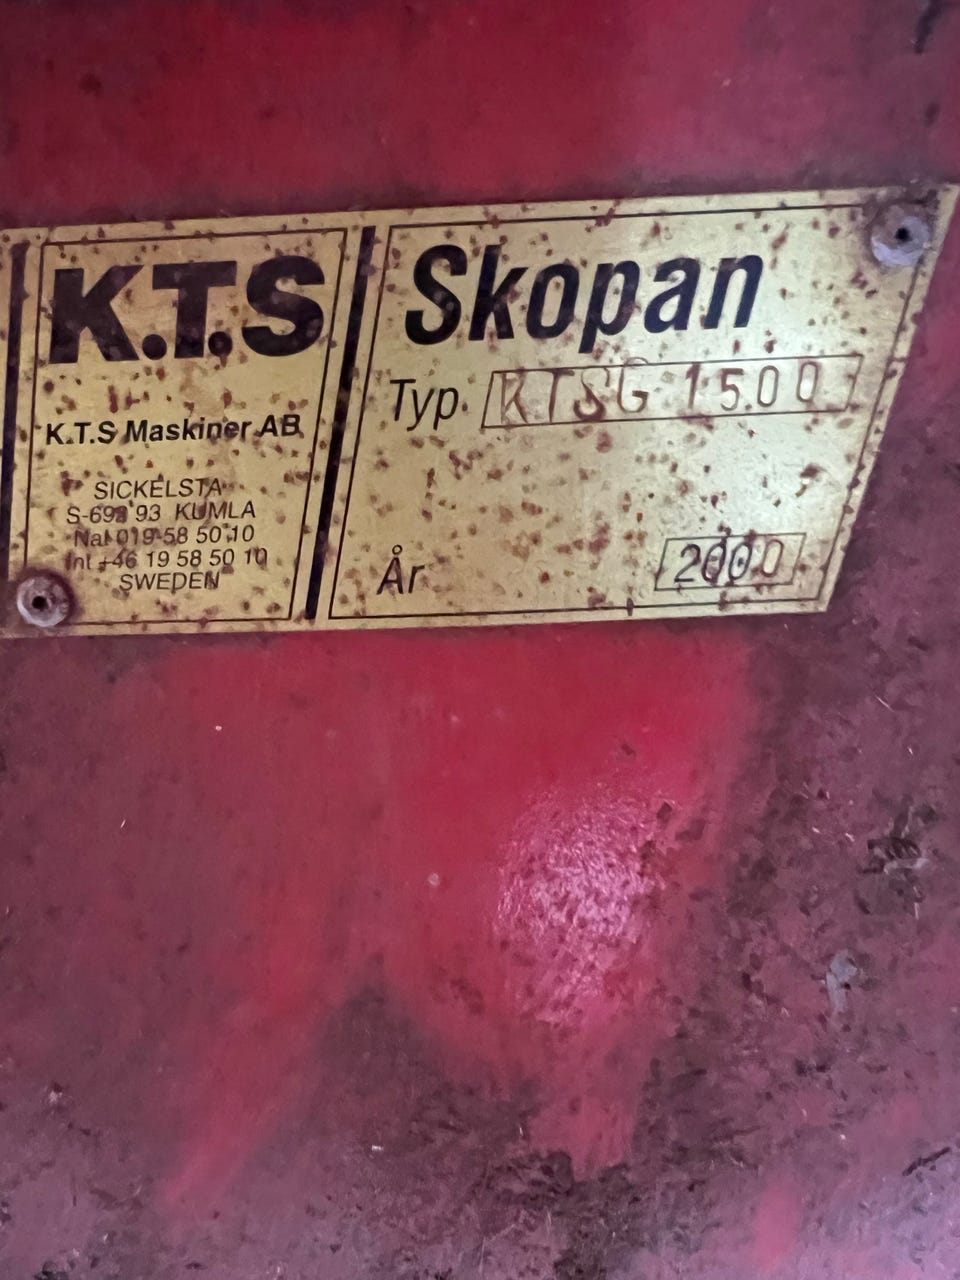 K.T.S
K.T.S Maskiner AB
SICKELSTA
S-692 93 KUMLA
Nat 019-58 50 10
Int +46 19 58 50 10
SWEDEN
Skopan
Typ. KTSG 1500
År 2000